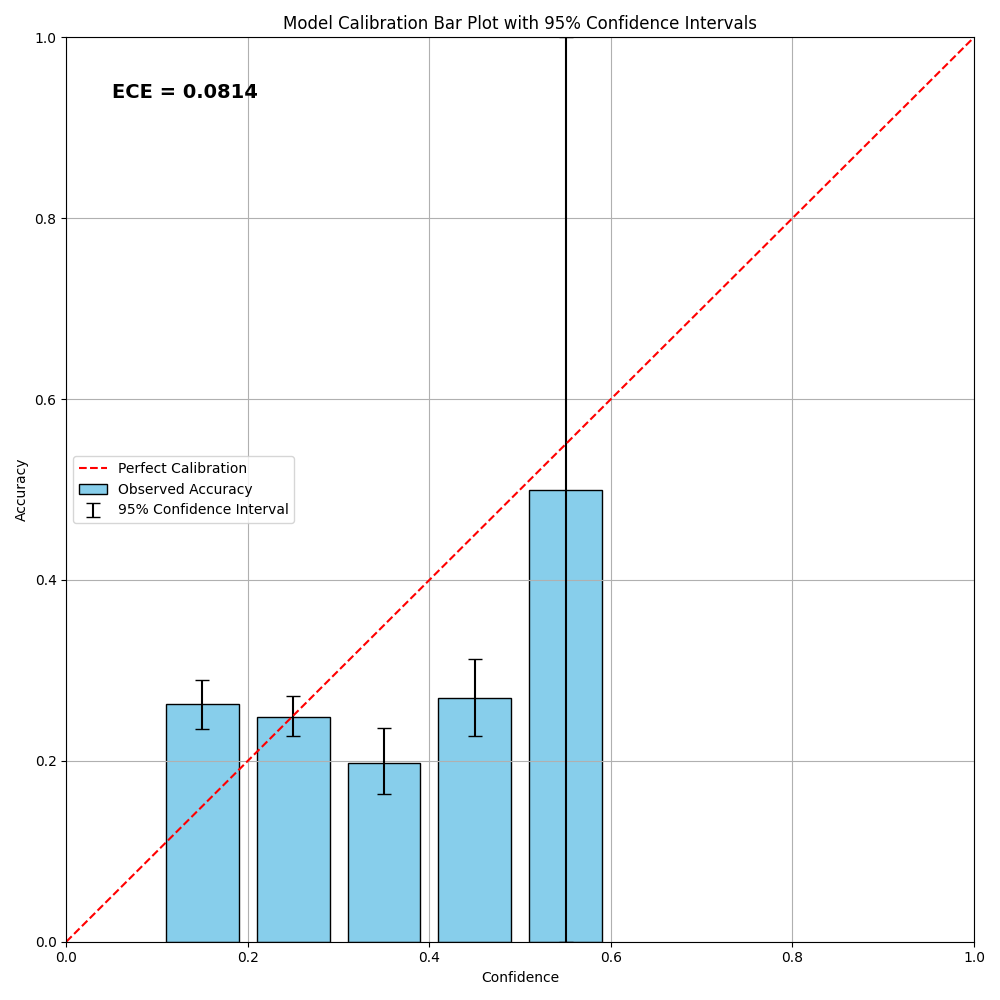 Model Calibration Bar Plot with 95% Confidence Intervals
1.0
ECE = 0.0814
0.8
0.6
Accuracy
Perfect Calibration
Observed Accuracy
95% Confidence Interval
0.4
0.2
0.0
0.0 0.2 0.4 0.6 0.8 1.0
Confidence